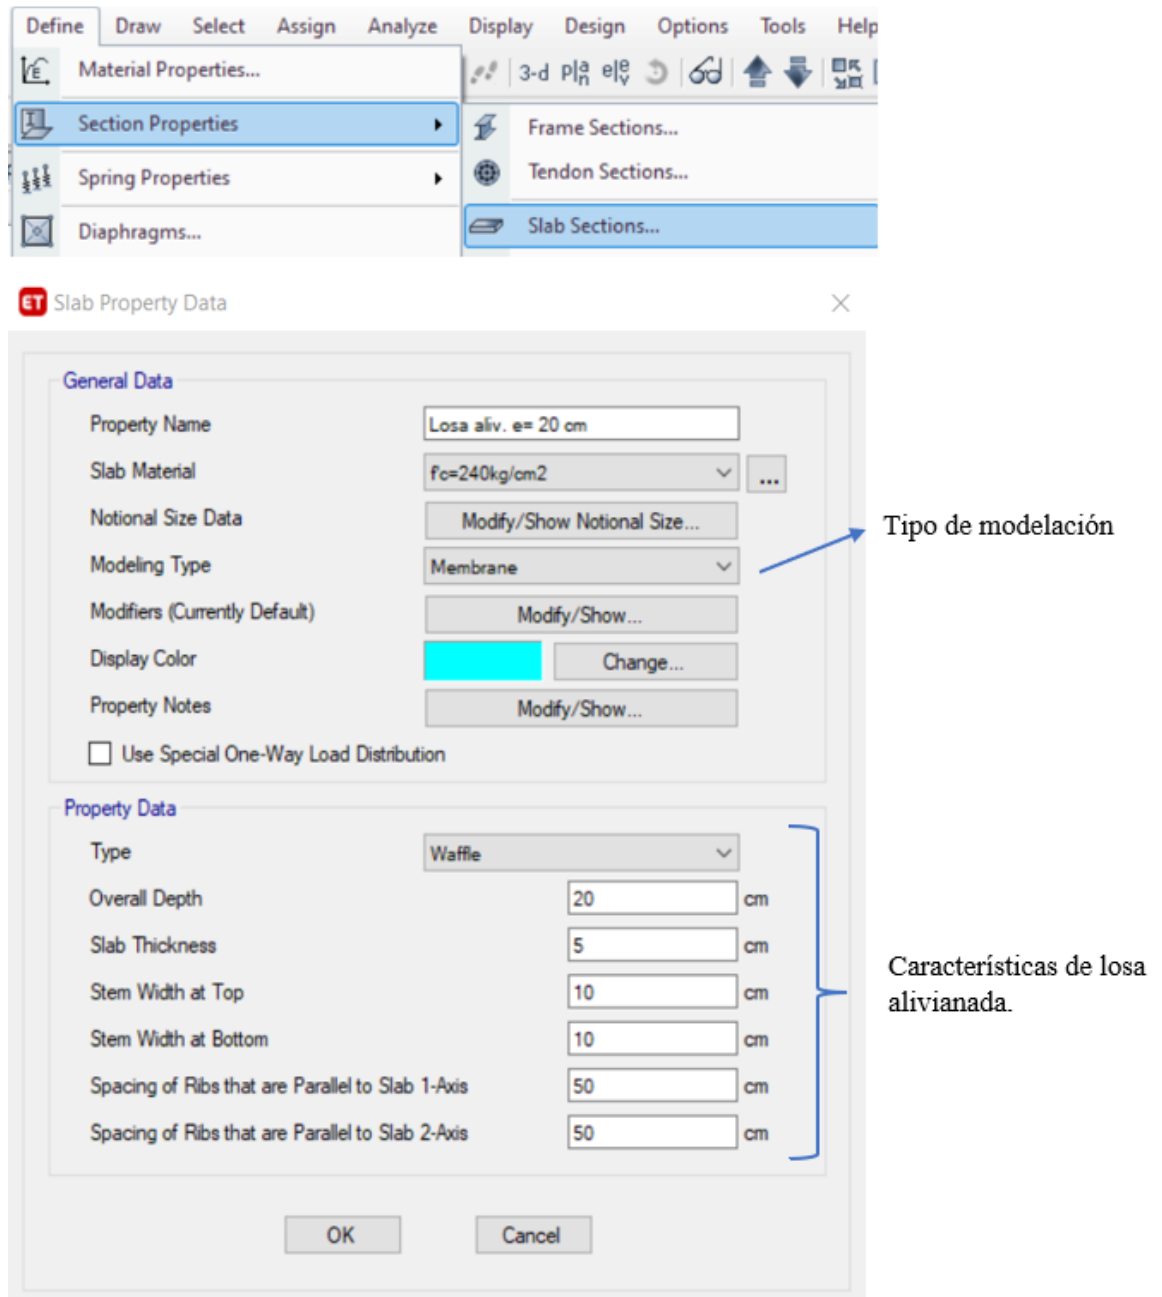 Define Draw Select Assign Analyze Display Design Options Tools Help
Material Properties...
3-d
Section Properties
Frame Sections...
Tendon Sections...
Spring Properties
Slab Sections...
Diaphragms...
ET Slab Property Data
General Data
Property Name Losa aliv. e= 20 cm
Slab Material f'c=240kg/cm2 ...
Notional Size Data Modify/Show Notional Size...
Tipo de modelación
Modeling Type Membrane
Modifiers (Currently Default) Modify/Show...
Display Color Change...
Property Notes Modify/Show...
Use Special One-Way Load Distribution
Property Data
Type Waffle
Overall Depth 20 cm
Slab Thickness 5 cm
Características de losa
alivianada.
Stem Width at Top 10 cm
Stem Width at Bottom 10 cm
Spacing of Ribs that are Parallel to Slab 1-Axis 50 cm
Spacing of Ribs that are Parallel to Slab 2-Axis 50 cm
OK Cancel